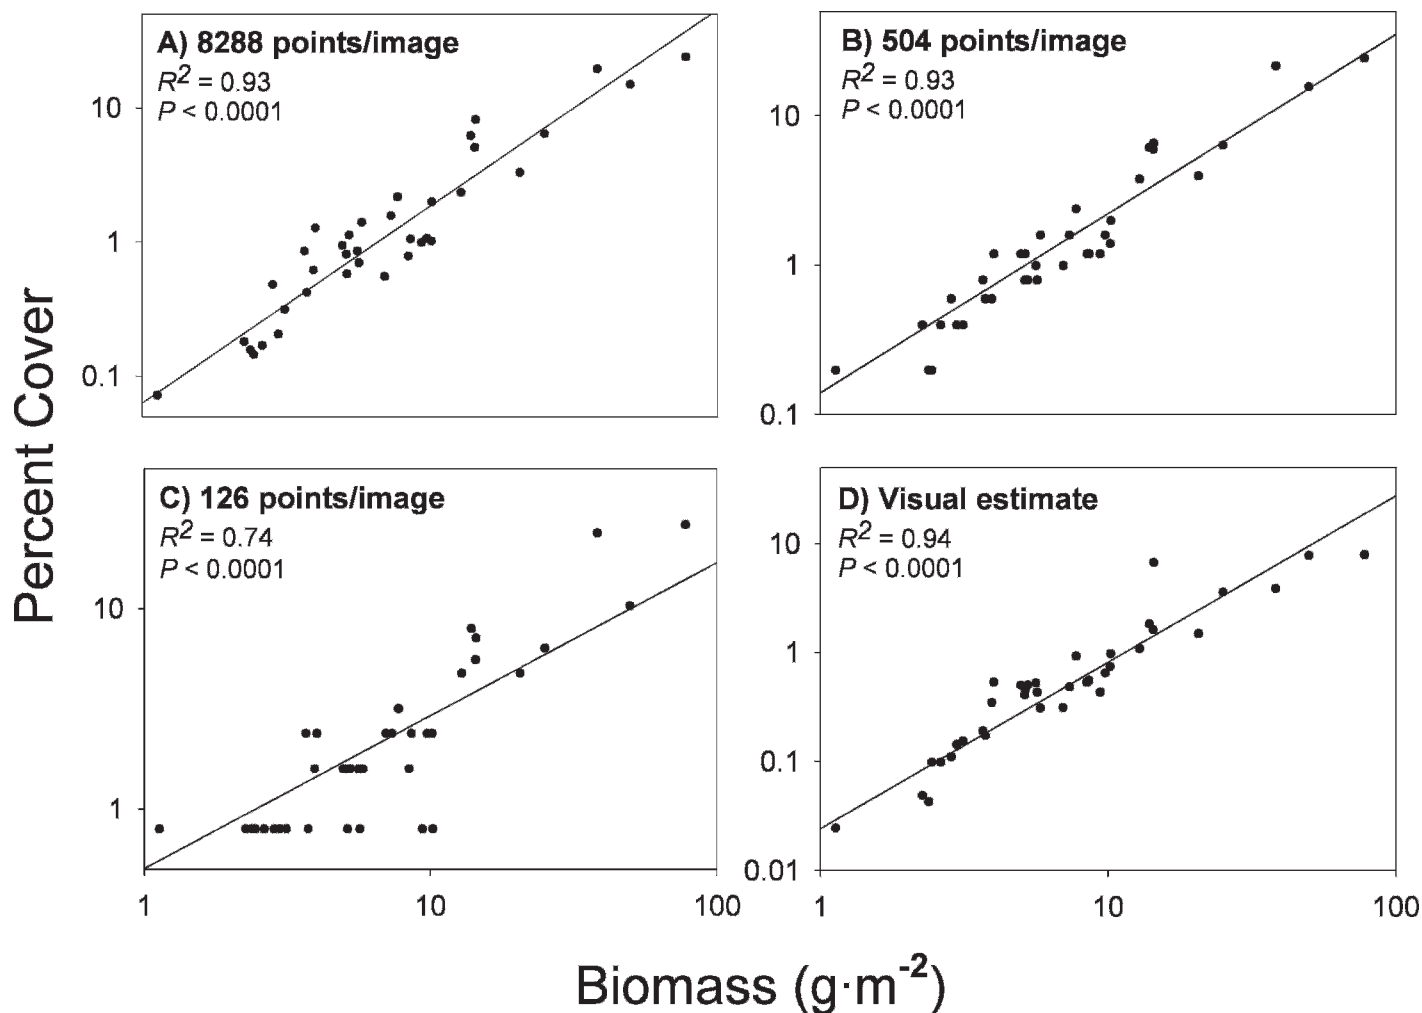 Percent Cover
A) 8288 points/image
R² = 0.93
P < 0.0001
10
1
0.1
B) 504 points/image
R² = 0.93
P < 0.0001
10
1
0.1
C) 126 points/image
R² = 0.74
P < 0.0001
10
1
1
10
100
D) Visual estimate
R² = 0.94
P < 0.0001
10
1
0.1
0.01
1
10
100
Biomass (g·m⁻²)